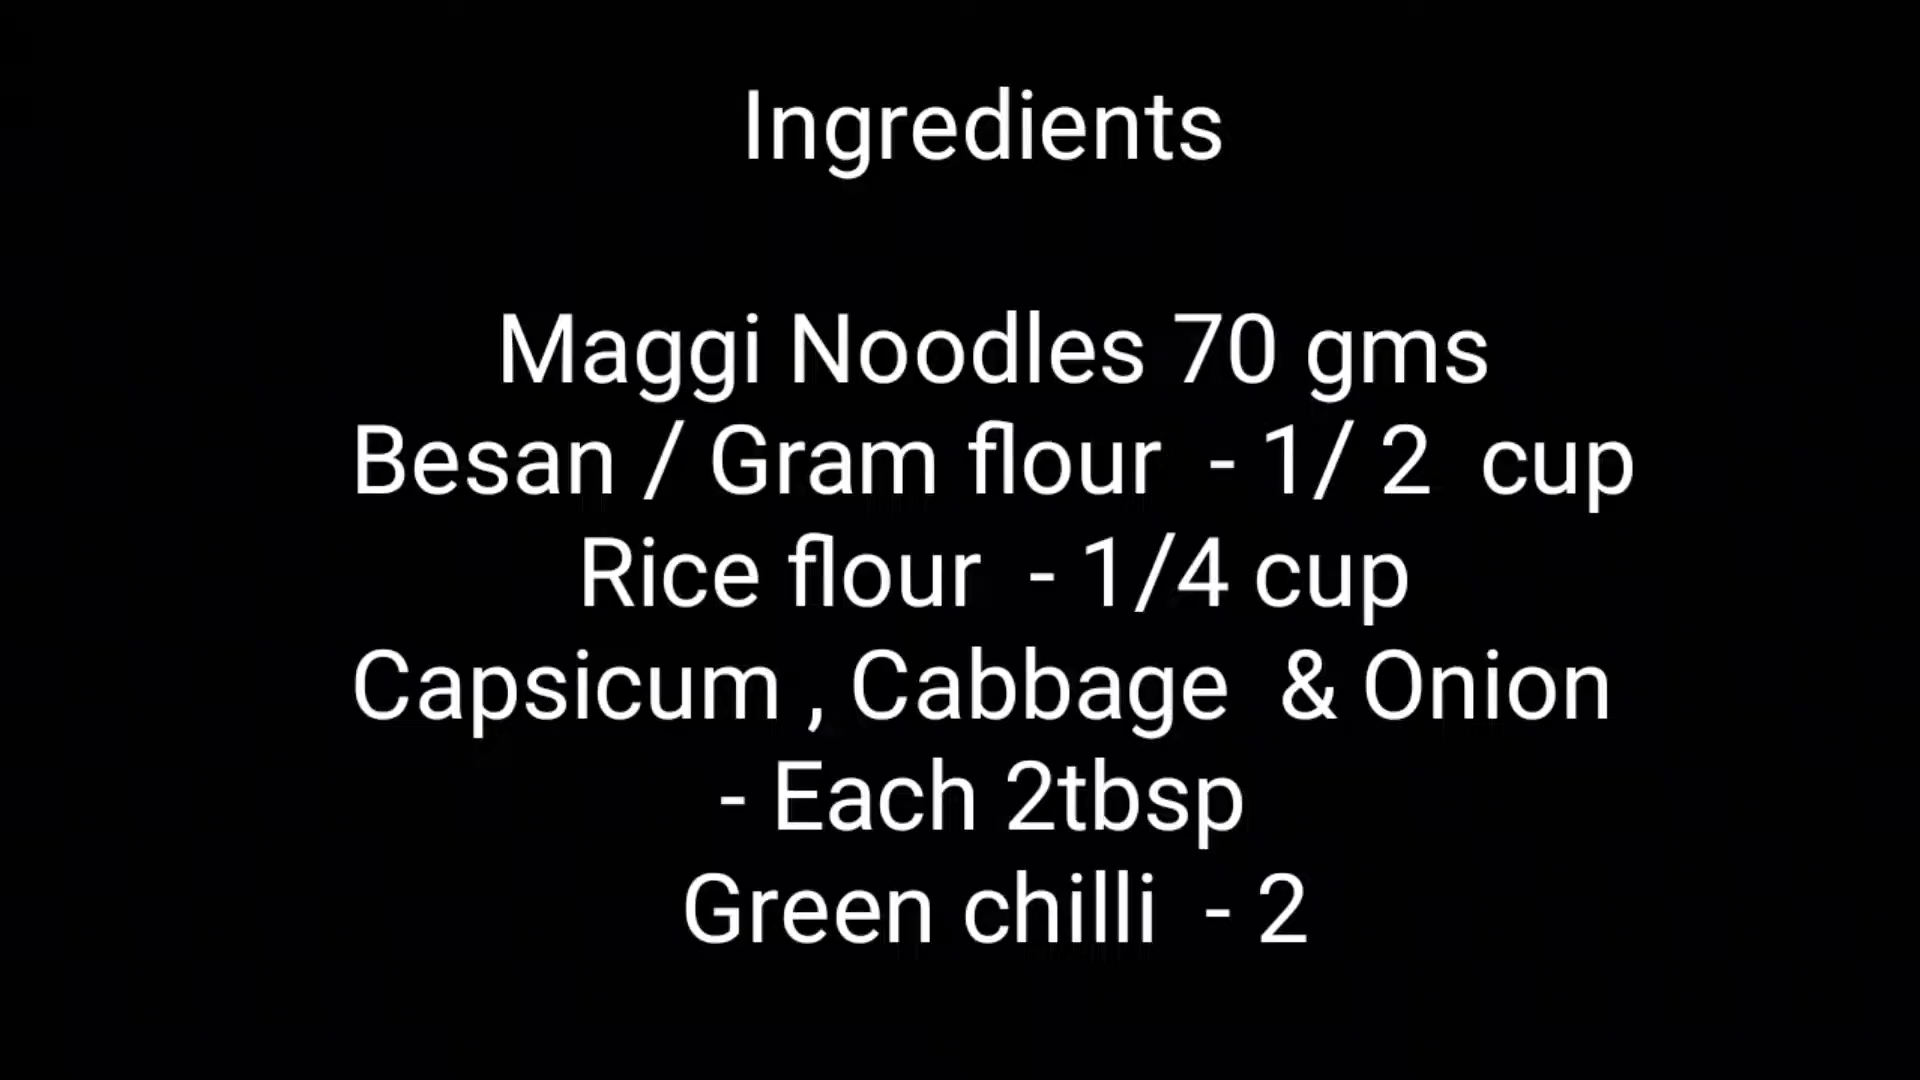 Ingredients
Maggi Noodles 70 gms
Besan / Gram flour  - 1/ 2  cup
Rice flour  - 1/4 cup
Capsicum , Cabbage  & Onion
- Each 2tbsp
Green chilli  - 2